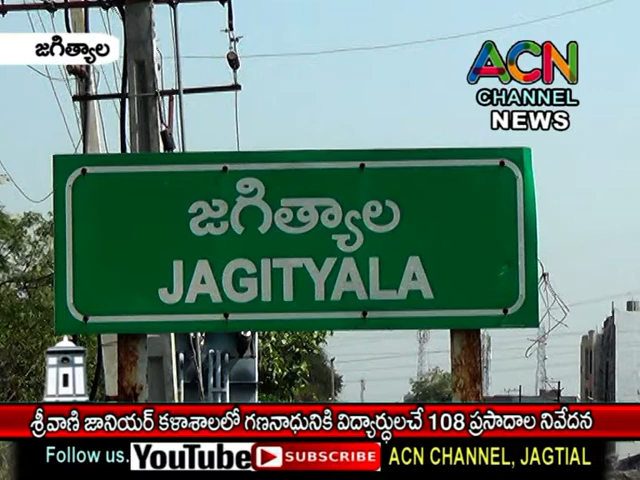 జగిత్యాల
ACN
CHANNEL
NEWS
జగిత్యాల
JAGITYALA
శ్రీవాణి జూనియర్ కళాశాలలో గణనాధునికి విద్యార్ధులచే 108 ప్రసాదాల నివేదన
Follow us. YouTube SUBSCRIBE ACN CHANNEL, JAGTIAL